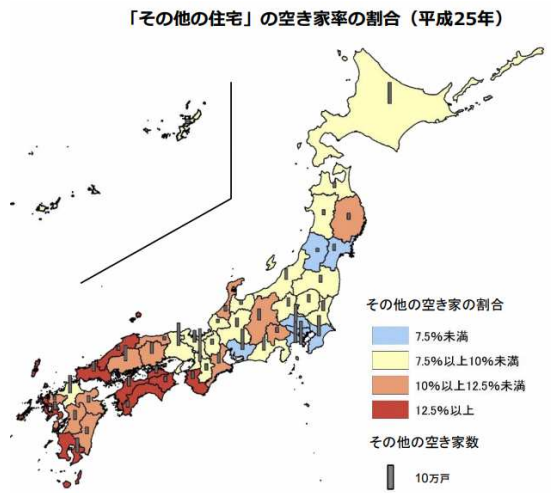 「その他の住宅」の空き家率の割合（平成25年）
その他の空き家の割合
7.5%未満
7.5%以上10%未満
10%以上12.5%未満
12.5%以上
その他の空き家数
10万戸